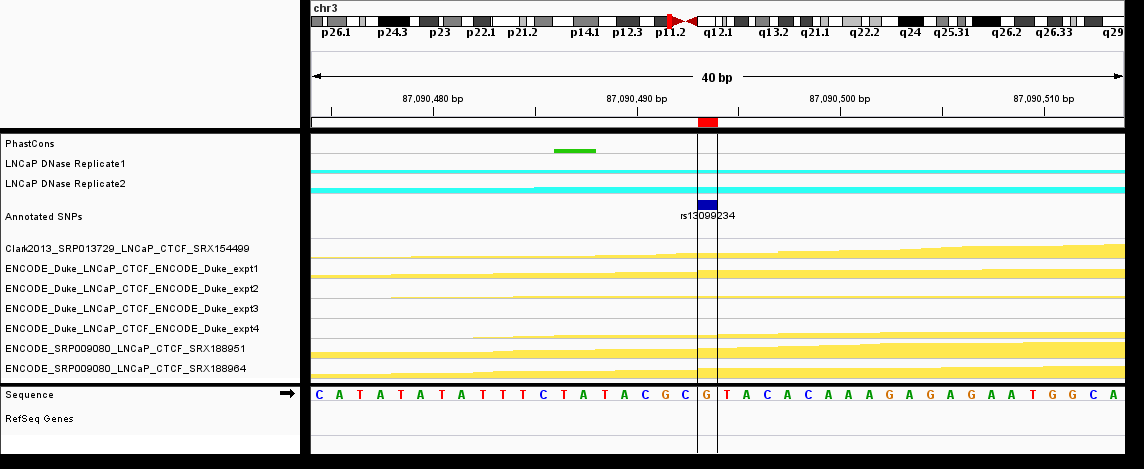 chr3
p26.1 p24.3 p23 p22.1 p21.2 p14.1 p12.3 p11.2 q12.1 q13.2 q21.1 q22.2 q24 q25.31 q26.2 q26.33 q29
40 bp
87,090,480 bp 87,090,490 bp 87,090,500 bp 87,090,510 bp
PhastCons
LNCaP DNase Replicate1
LNCaP DNase Replicate2
Annotated SNPs
rs13099234
Clark2013_SRP013729_LNCaP_CTCF_SRX154499
ENCODE_Duke_LNCaP_CTCF_ENCODE_Duke_expt1
ENCODE_Duke_LNCaP_CTCF_ENCODE_Duke_expt2
ENCODE_Duke_LNCaP_CTCF_ENCODE_Duke_expt3
ENCODE_Duke_LNCaP_CTCF_ENCODE_Duke_expt4
ENCODE_SRP009080_LNCaP_CTCF_SRX188951
ENCODE_SRP009080_LNCaP_CTCF_SRX188964
Sequence C A T A T A T A T T T C T A T A C G C G T A C A C A A A G A G A G A A T G G C A
RefSeq Genes